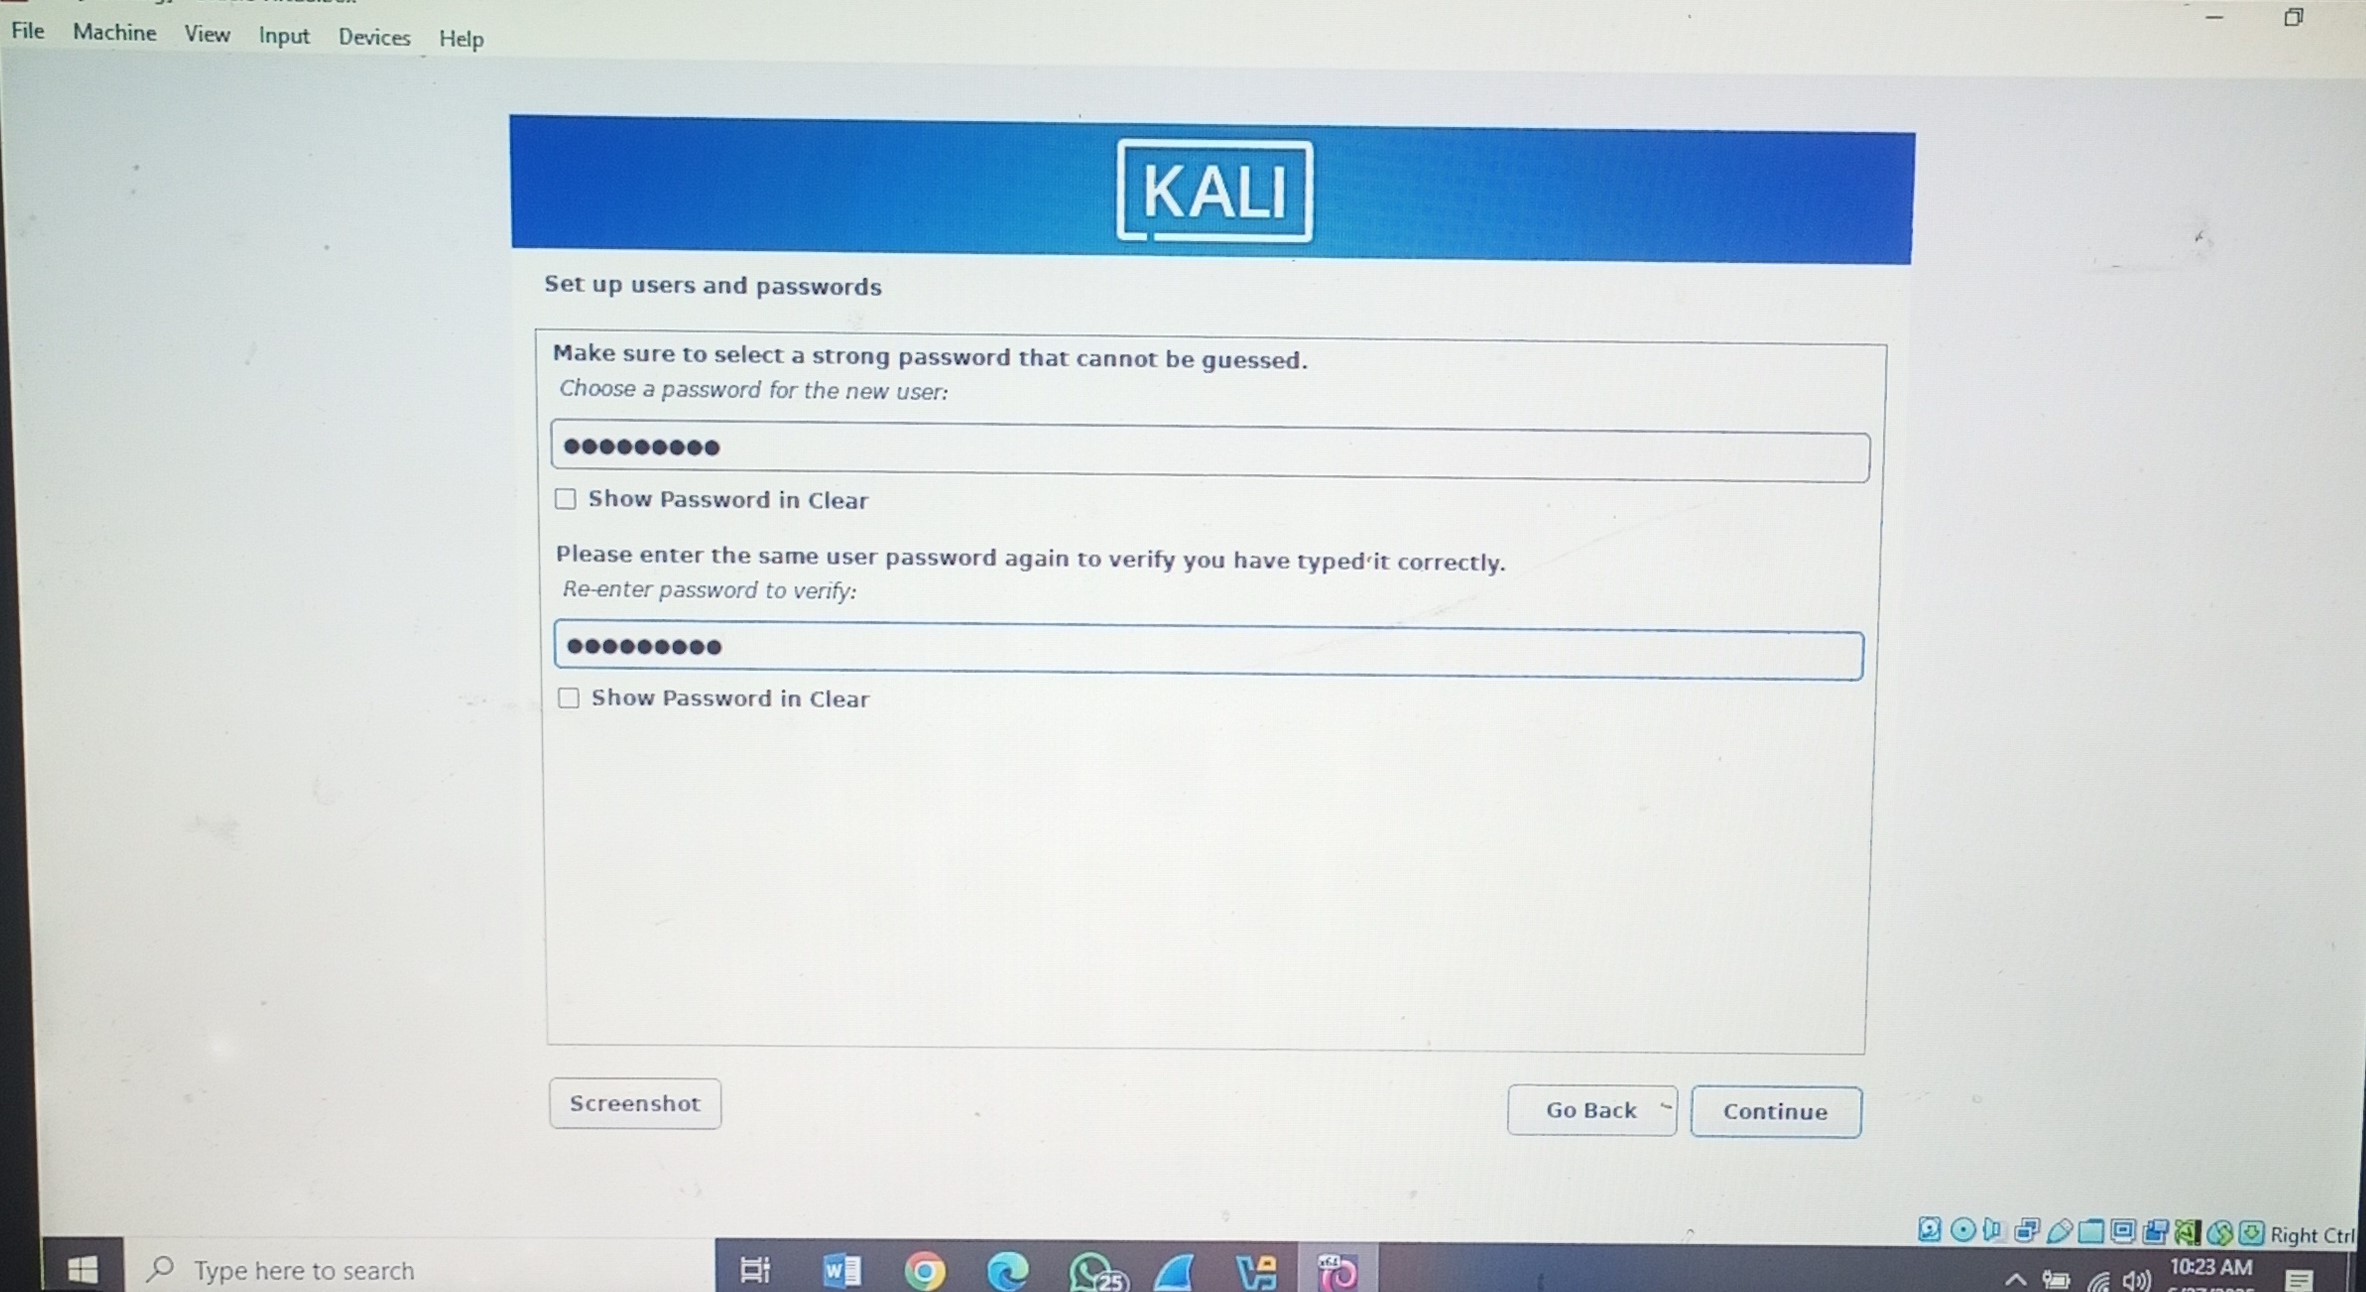 File Machine View Input Devices Help
KALI
Set up users and passwords
Make sure to select a strong password that cannot be guessed.
Choose a password for the new user:
●●●●●●●●●
Show Password in Clear
Please enter the same user password again to verify you have typed it correctly.
Re-enter password to verify:
●●●●●●●●●
Show Password in Clear
Screenshot
Go Back
Continue
Right Ctrl
Type here to search
W
25
x64
10:23 AM